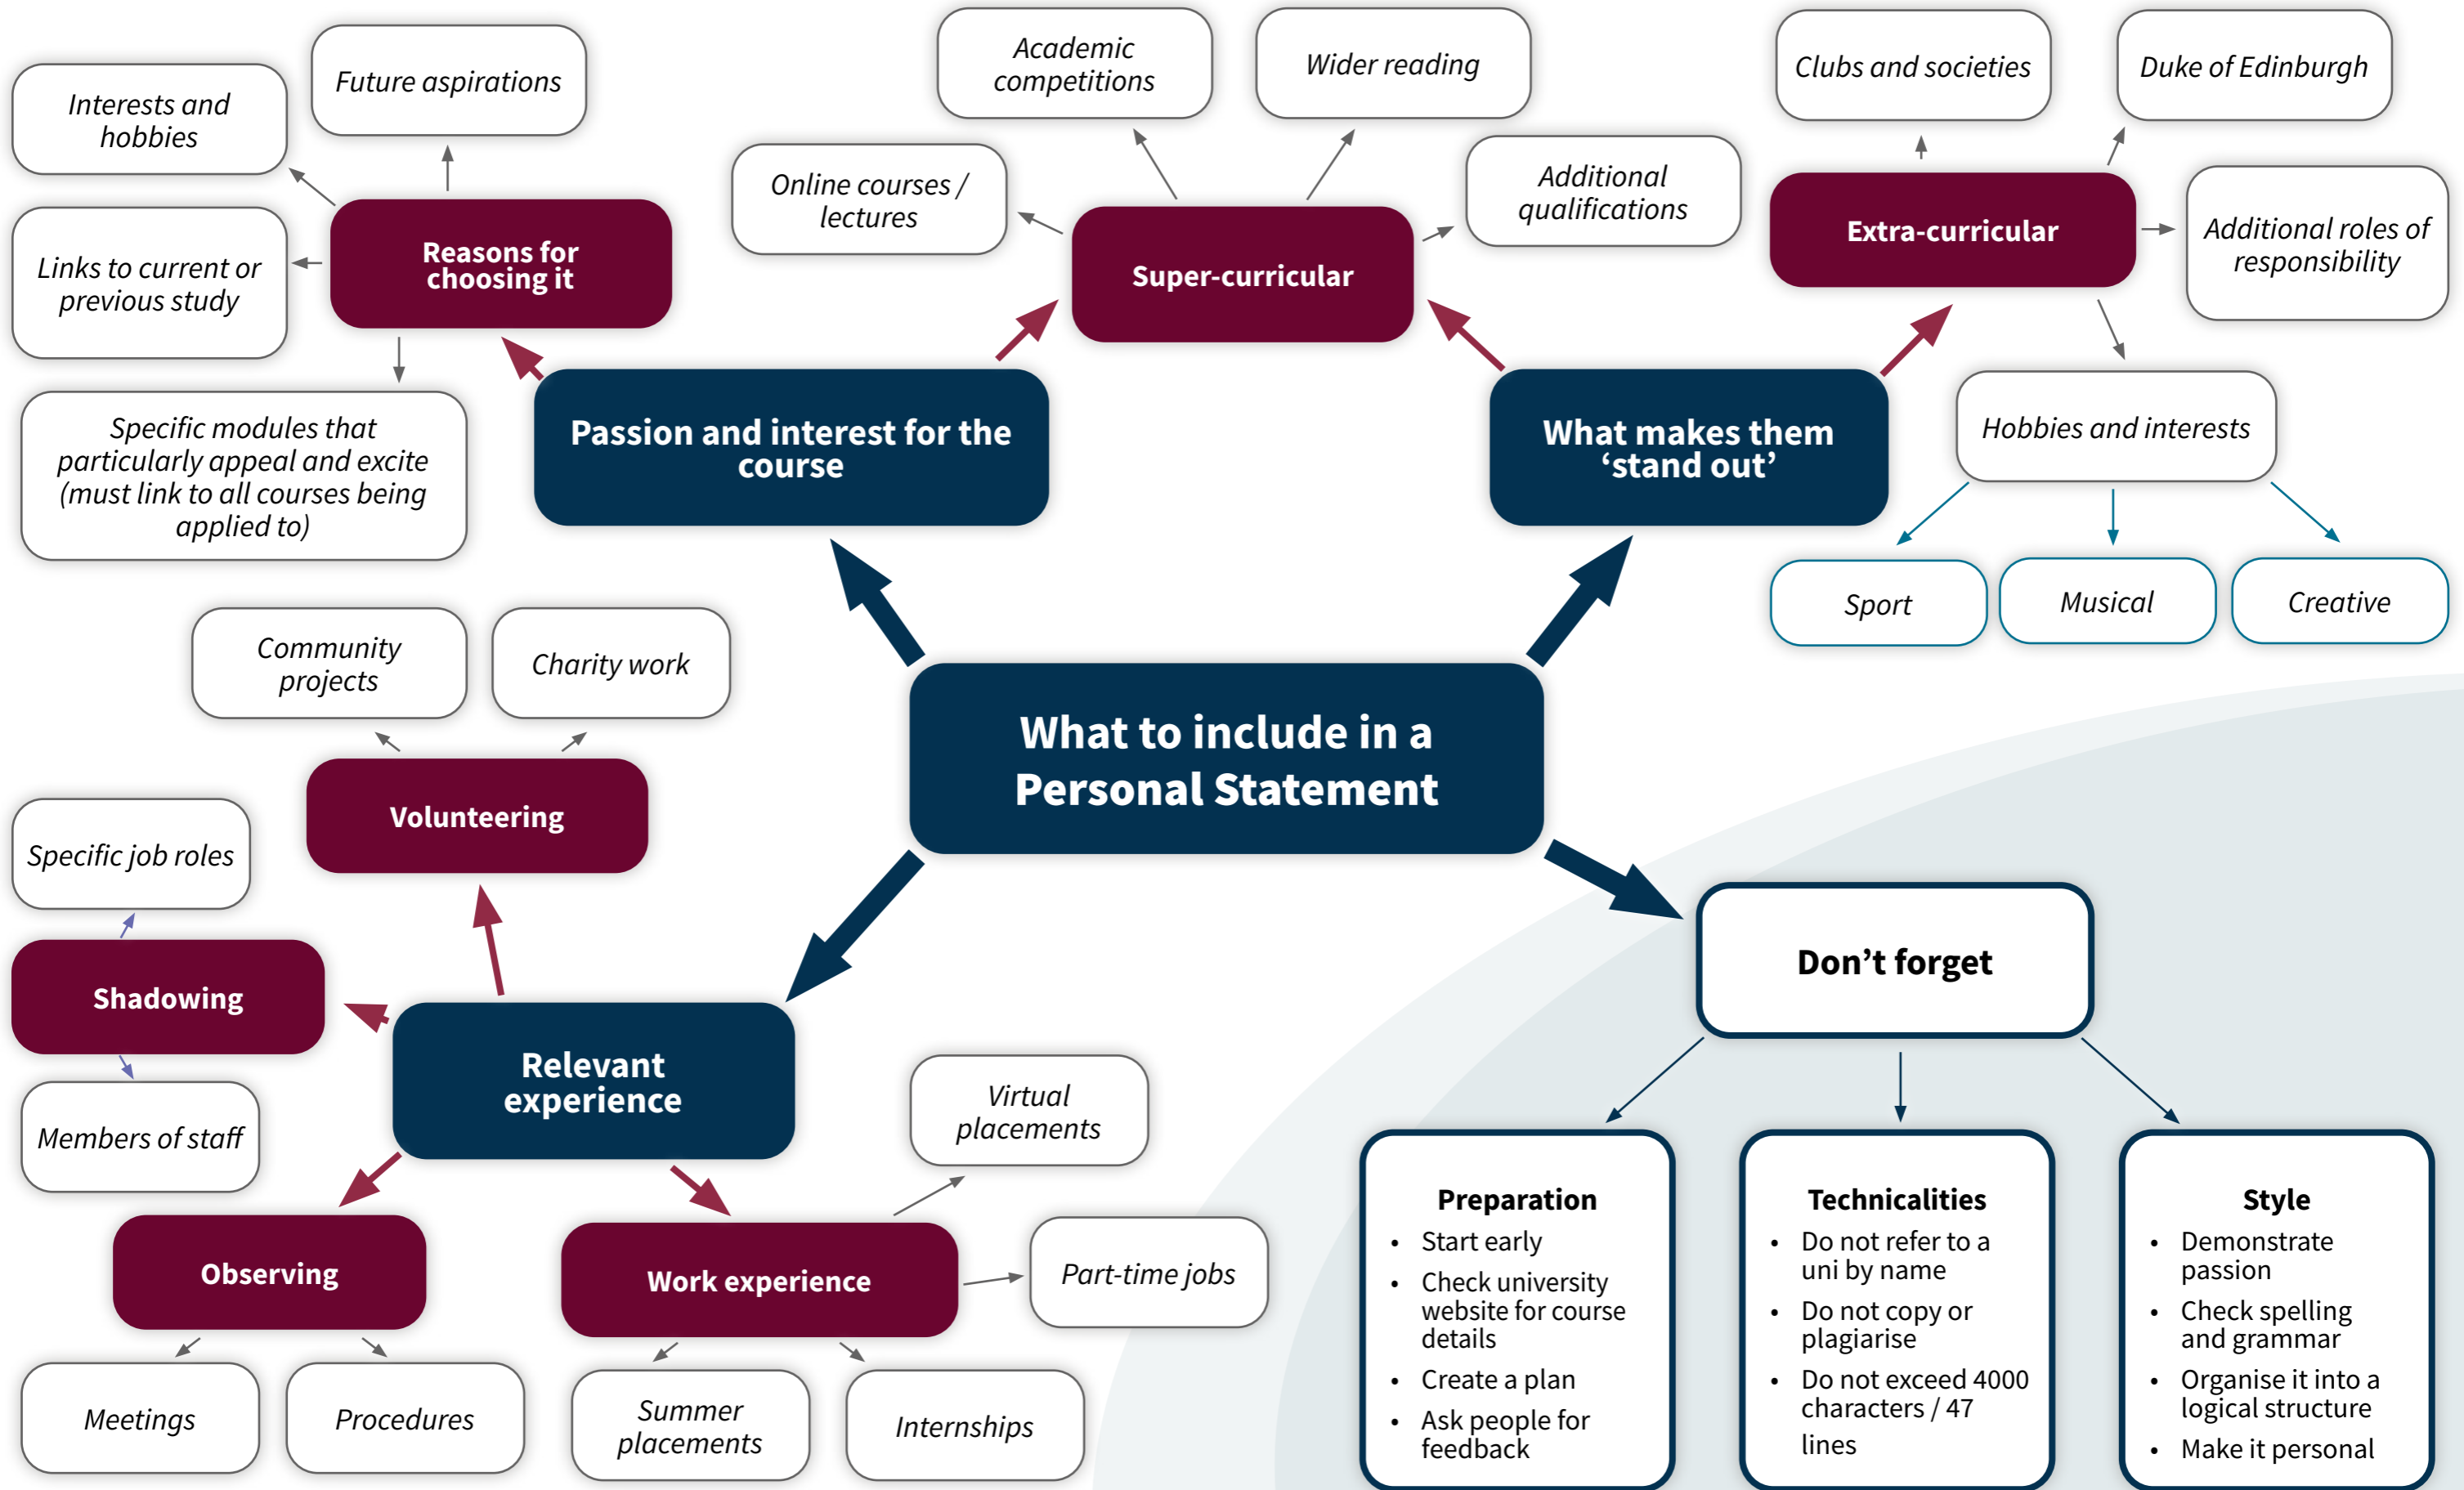 Interests and
hobbies
Future aspirations
Links to current or
previous study
Reasons for
choosing it
Specific modules that
particularly appeal and excite
(must link to all courses being
applied to)
Passion and interest for the
course
Academic
competitions
Wider reading
Online courses /
lectures
Additional
qualifications
Super-curricular
Clubs and societies
Duke of Edinburgh
Extra-curricular
Additional roles of
responsibility
What makes them
‘stand out’
Hobbies and interests
Sport
Musical
Creative
What to include in a
Personal Statement
Community
projects
Charity work
Volunteering
Specific job roles
Shadowing
Members of staff
Relevant
experience
Observing
Meetings
Procedures
Work experience
Virtual
placements
Part-time jobs
Summer
placements
Internships
Don’t forget
Preparation
• Start early
• Check university
website for course
details
• Create a plan
• Ask people for
feedback
Technicalities
• Do not refer to a
uni by name
• Do not copy or
plagiarise
• Do not exceed 4000
characters / 47
lines
Style
• Demonstrate
passion
• Check spelling
and grammar
• Organise it into a
logical structure
• Make it personal